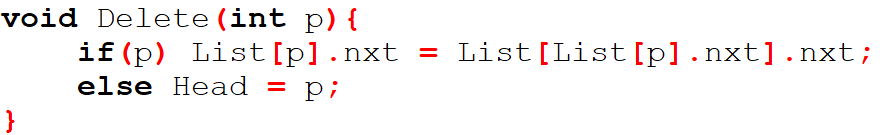 void Delete(int p){
    if(p) List[p].nxt = List[List[p].nxt].nxt;
    else Head = p;
}